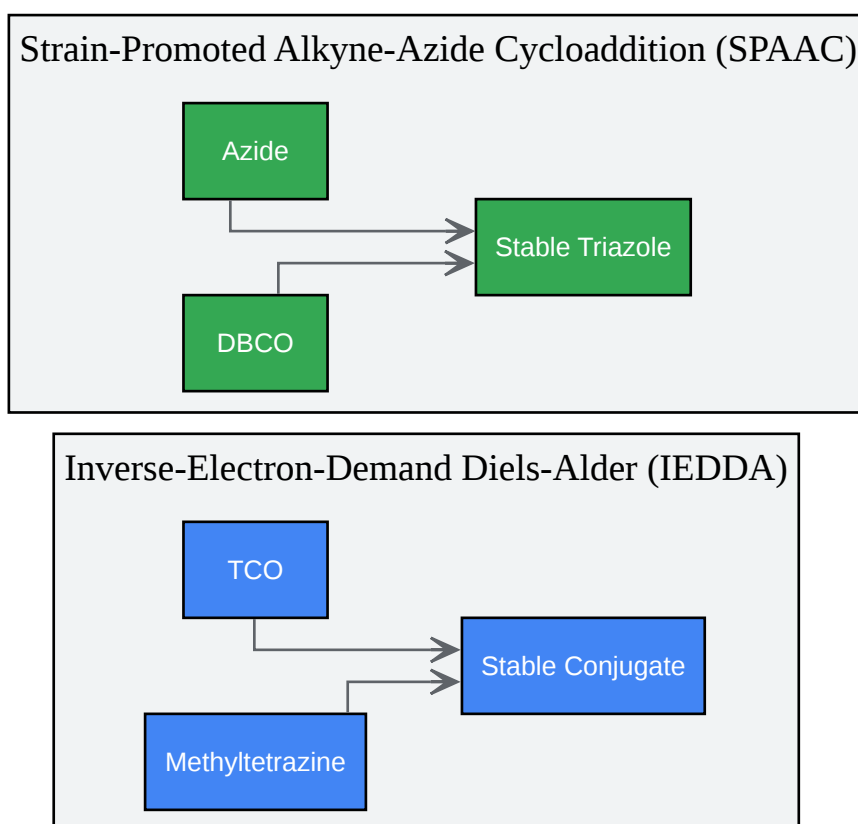 Strain-Promoted Alkyne-Azide Cycloaddition (SPAAC)
Azide
Stable Triazole
DBCO
Inverse-Electron-Demand Diels-Alder (IEDDA)
TCO
Stable Conjugate
Methyltetrazine